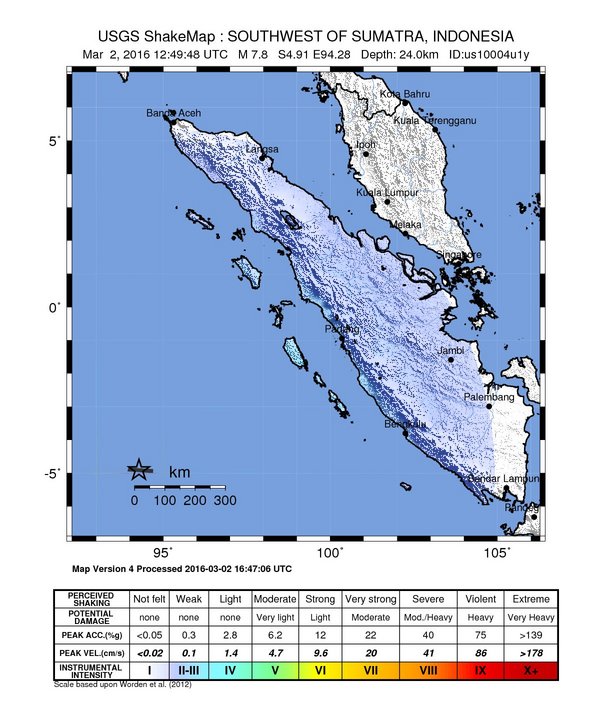 USGS ShakeMap : SOUTHWEST OF SUMATRA, INDONESIA
Mar 2, 2016 12:49:48 UTC M 7.8 S4.91 E94.28 Depth: 24.0km ID:us10004u1y
Kota Bahru
Banda Aceh
Kuala Terengganu
5°
Langsa
Ipoh
Kuala Lumpur
Melaka
Singapore
0°
Padang
Jambi
Palembang
Bengkulu
-5°
km
Bandar Lampung
0 100 200 300
95° 100° 105°
Map Version 4 Processed 2016-03-02 16:47:06 UTC
PERCEIVED SHAKING Not felt Weak Light Moderate Strong Very strong Severe Violent Extreme
POTENTIAL DAMAGE none none none Very light Light Moderate Mod./Heavy Heavy Very Heavy
PEAK ACC.(%g) <0.05 0.3 2.8 6.2 12 22 40 75 >139
PEAK VEL.(cm/s) <0.02 0.1 1.4 4.7 9.6 20 41 86 >178
INSTRUMENTAL INTENSITY I II-III IV V VI VII VIII IX X+
Scale based upon Worden et al. (2012)